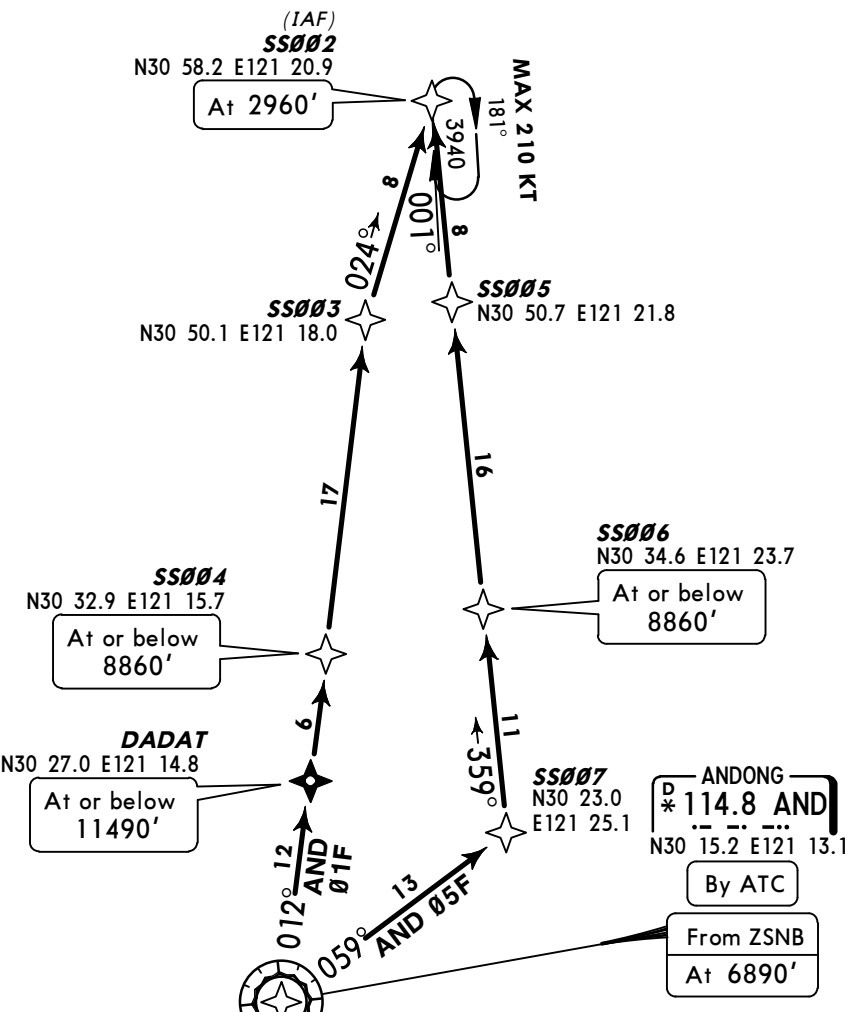 (IAF)
SSØØ2
N30 58.2 E121 20.9
At 2960'
MAX 210 KT
181°
3940
8
001°
8
024°
SSØØ3
N30 50.1 E121 18.0
SSØØ5
N30 50.7 E121 21.8
16
17
SSØØ6
N30 34.6 E121 23.7
At or below
8860'
SSØØ4
N30 32.9 E121 15.7
At or below
8860'
6
11
359°
DADAT
N30 27.0 E121 14.8
At or below
11490'
SSØØ7
N30 23.0
E121 25.1
ANDONG
D
* 114.8 AND
N30 15.2 E121 13.1
By ATC
From ZSNB
At 6890'
12
AND
Ø1F
012°
13
AND Ø5F
059°